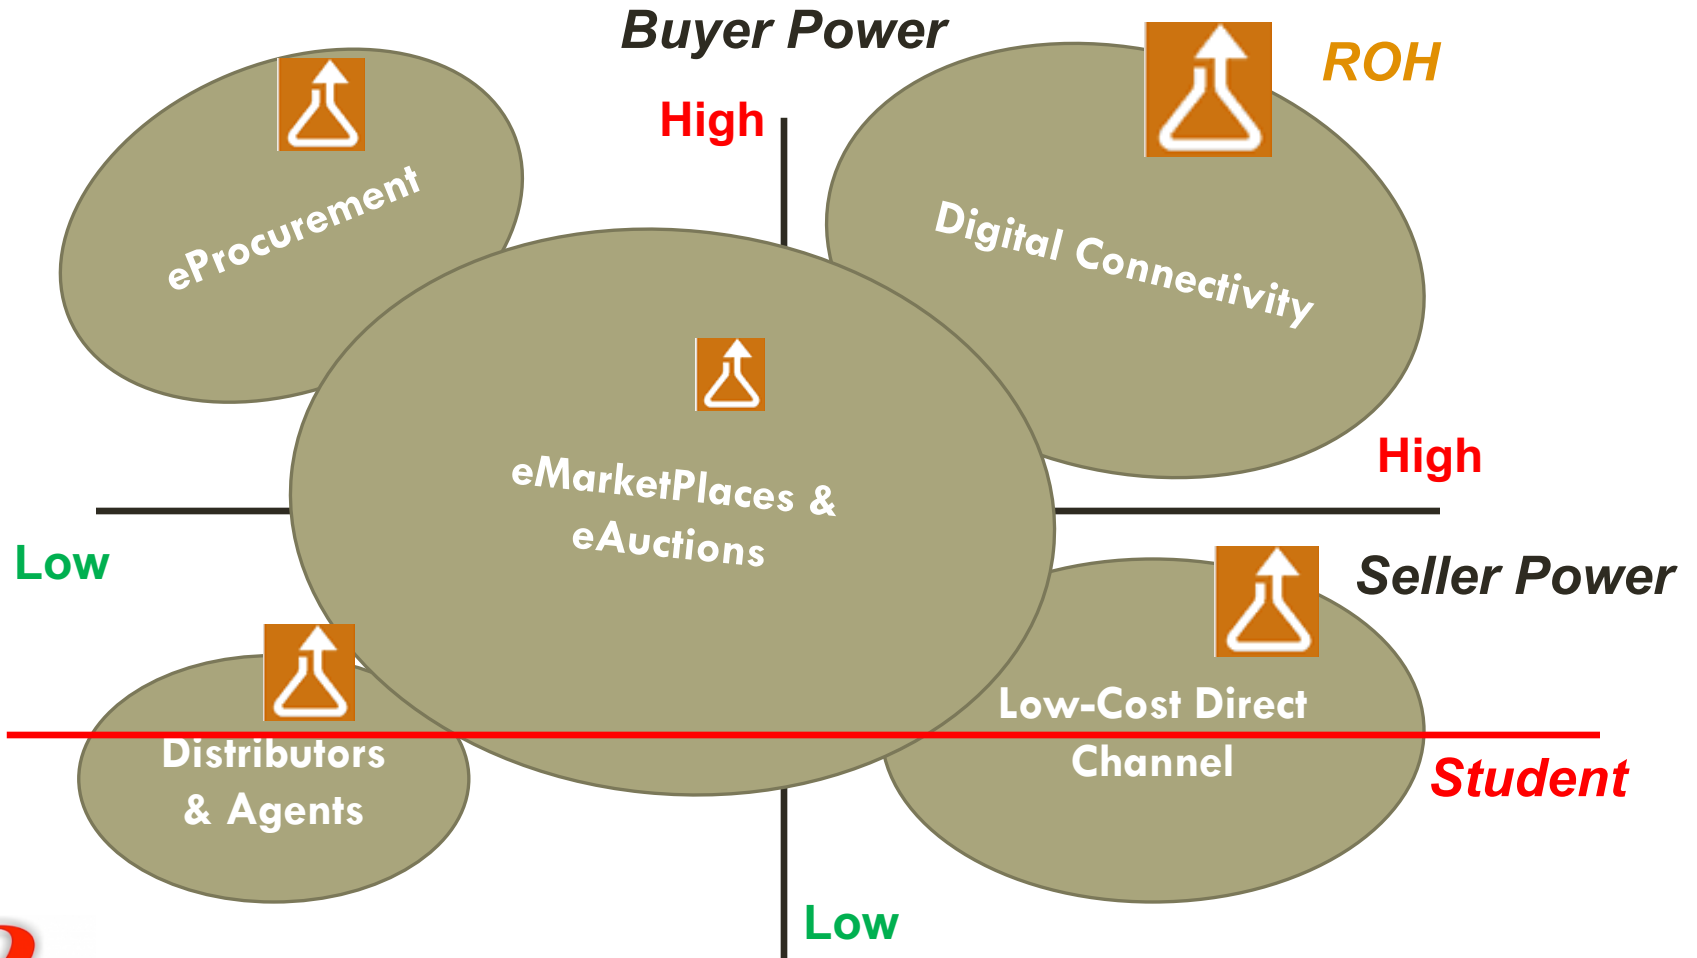 Buyer Power
ROH
High
eProcurement
Digital Connectivity
High
eMarketPlaces &
eAuctions
Low
Seller Power
Low-Cost Direct
Channel
Distributors
& Agents
Student
Low